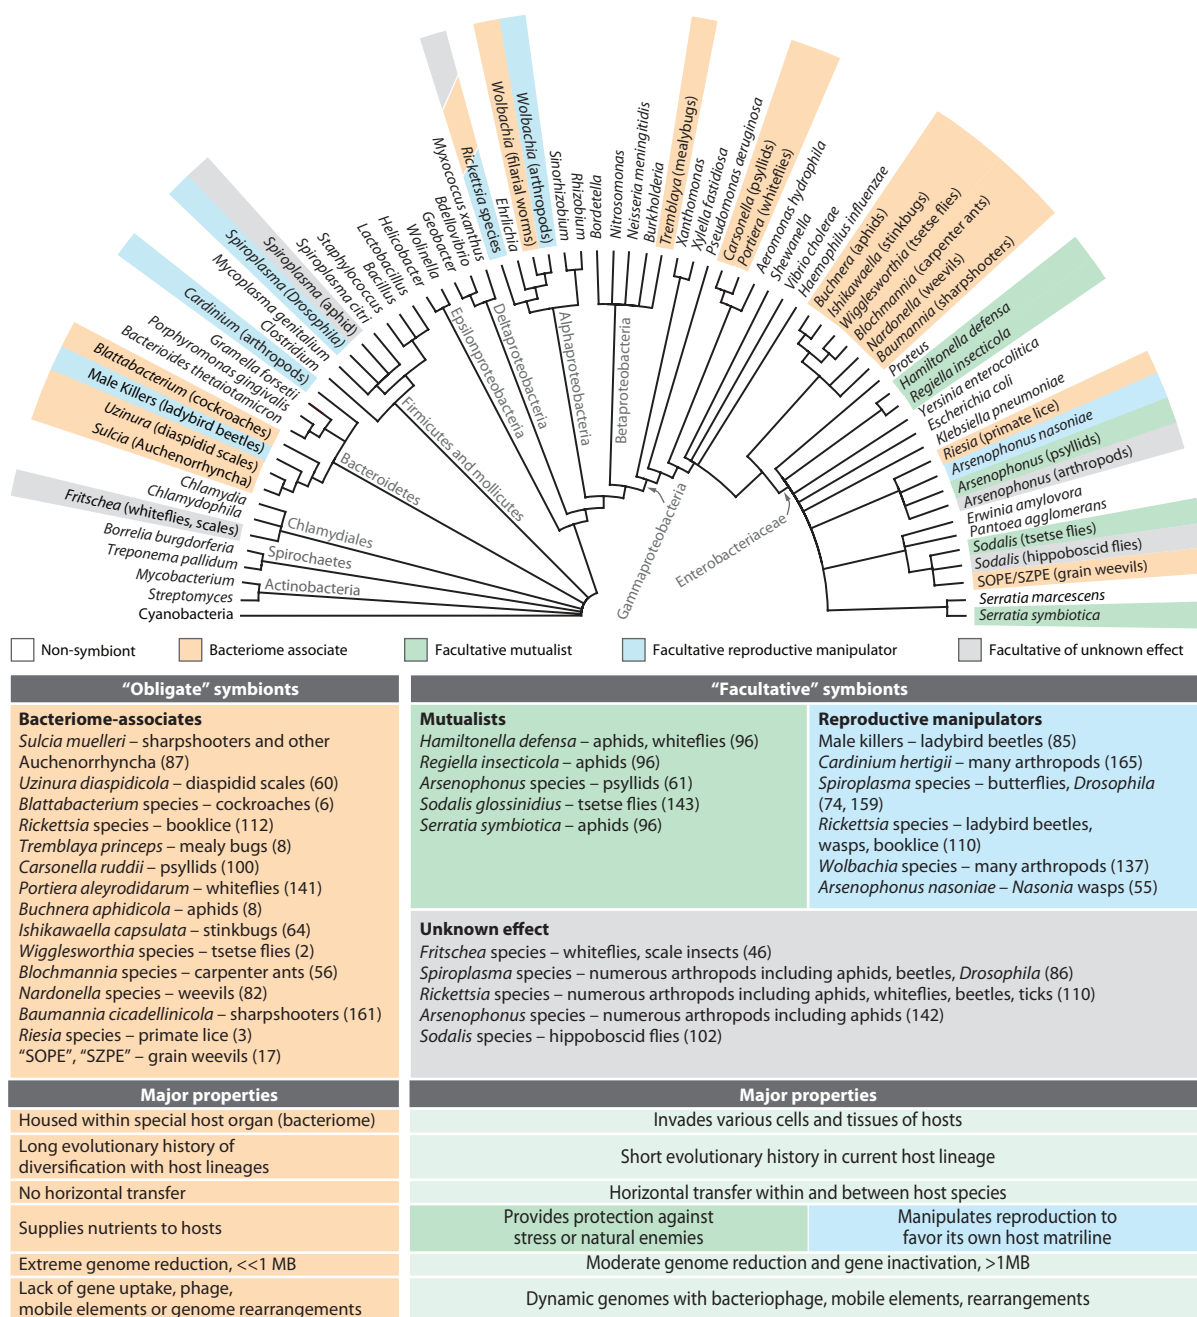 Cyanobacteria
Streptomyces
Mycobacterium
Treponema pallidum
Borrelia burgdorferia
Fritschea (whiteflies, scales)
Chlamydophila
Chlamydia
Sulcia (Auchenorrhyncha)
Uzinura (diaspidid scales)
Male Killers (ladybird beetles)
Blattabacterium (cockroaches)
Bacterioides thetaiotamicron
Porphyromonas gingivalis
Gramella forsetii
Cardinium (arthropods)
Clostridium
Mycoplasma genitalium
Spiroplasma (Drosophila)
Spiroplasma (aphid)
Spiroplasma citri
Staphylococcus
Lactobacillus
Bacillus
Helicobacter
Wolinella
Geobacter
Bdellovibrio
Myxococcus xanthus
Rickettsia species
Ehrlichia
Wolbachia (filarial worms)
Wolbachia (arthropods)
Sinorhizobium
Rhizobium
Bordetella
Nitrosomonas
Neisseria meningitidis
Burkholderia
Tremblaya (mealybugs)
Xanthomonas
Xylella fastidiosa
Pseudomonas aeruginosa
Carsonella (psyllids)
Portiera (whiteflies)
Aeromonas hydrophila
Shewanella
Vibrio cholerae
Haemophilus influenzae
Buchnera (aphids)
Ishikawaella (stinkbugs)
Wigglesworthia (tsetse flies)
Blochmannia (carpenter ants)
Nardonella (weevils)
Baumannia (sharpshooters)
Proteus
Hamiltonella defensa
Regiella insecticola
Yersinia enterocolitica
Escherichia coli
Klebsiella pneumoniae
Riesia (primate lice)
Arsenophonus nasoniae
Arsenophonus (psyllids)
Arsenophonus (arthropods)
Erwinia amylovora
Pantoea agglomerans
Sodalis (tsetse flies)
Sodalis (hippoboscid flies)
SOPE/SZPE (grain weevils)
Serratia marcescens
Serratia symbiotica
Actinobacteria
Spirochaetes
Chlamydiales
Bacteroidetes
Firmicutes and mollicutes
Epsilonproteobacteria
Deltaproteobacteria
Alphaproteobacteria
Betaproteobacteria
Gammaproteobacteria
Enterobacteriaceae
Non-symbiont
Bacteriome associate
Facultative mutualist
Facultative reproductive manipulator
Facultative of unknown effect
"Obligate" symbionts
Bacteriome-associates
Sulcia muelleri – sharpshooters and other
Auchenorrhyncha (87)
Uzinura diaspidicola – diaspidid scales (60)
Blattabacterium species – cockroaches (6)
Rickettsia species – booklice (112)
Tremblaya princeps – mealy bugs (8)
Carsonella ruddii – psyllids (100)
Portiera aleyrodidarum – whiteflies (141)
Buchnera aphidicola – aphids (8)
Ishikawaella capsulata – stinkbugs (64)
Wigglesworthia species – tsetse flies (2)
Blochmannia species – carpenter ants (56)
Nardonella species – weevils (82)
Baumannia cicadellinicola – sharpshooters (161)
Riesia species – primate lice (3)
"SOPE", "SZPE" – grain weevils (17)
"Facultative" symbionts
Mutualists
Hamiltonella defensa – aphids, whiteflies (96)
Regiella insecticola – aphids (96)
Arsenophonus species – psyllids (61)
Sodalis glossinidius – tsetse flies (143)
Serratia symbiotica – aphids (96)
Reproductive manipulators
Male killers – ladybird beetles (85)
Cardinium hertigii – many arthropods (165)
Spiroplasma species – butterflies, Drosophila
(74, 159)
Rickettsia species – ladybird beetles,
wasps, booklice (110)
Wolbachia species – many arthropods (137)
Arsenophonus nasoniae – Nasonia wasps (55)
Unknown effect
Fritschea species – whiteflies, scale insects (46)
Spiroplasma species – numerous arthropods including aphids, beetles, Drosophila (86)
Rickettsia species – numerous arthropods including aphids, whiteflies, beetles, ticks (110)
Arsenophonus species – numerous arthropods including aphids (142)
Sodalis species – hippoboscid flies (102)
Major properties
Housed within special host organ (bacteriome)
Long evolutionary history of
diversification with host lineages
No horizontal transfer
Supplies nutrients to hosts
Extreme genome reduction, <<1 MB
Lack of gene uptake, phage,
mobile elements or genome rearrangements
Major properties
Invades various cells and tissues of hosts
Short evolutionary history in current host lineage
Horizontal transfer within and between host species
Provides protection against
stress or natural enemies
Manipulates reproduction to
favor its own host matriline
Moderate genome reduction and gene inactivation, >1MB
Dynamic genomes with bacteriophage, mobile elements, rearrangements